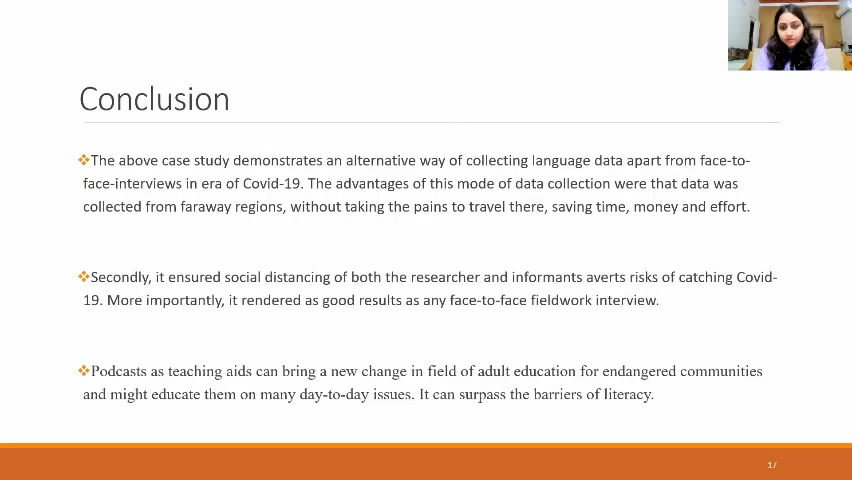 Conclusion
❖The above case study demonstrates an alternative way of collecting language data apart from face-to-
face-interviews in era of Covid-19. The advantages of this mode of data collection were that data was
collected from faraway regions, without taking the pains to travel there, saving time, money and effort.
❖Secondly, it ensured social distancing of both the researcher and informants averts risks of catching Covid-
19. More importantly, it rendered as good results as any face-to-face fieldwork interview.
❖Podcasts as teaching aids can bring a new change in field of adult education for endangered communities
and might educate them on many day-to-day issues. It can surpass the barriers of literacy.
17